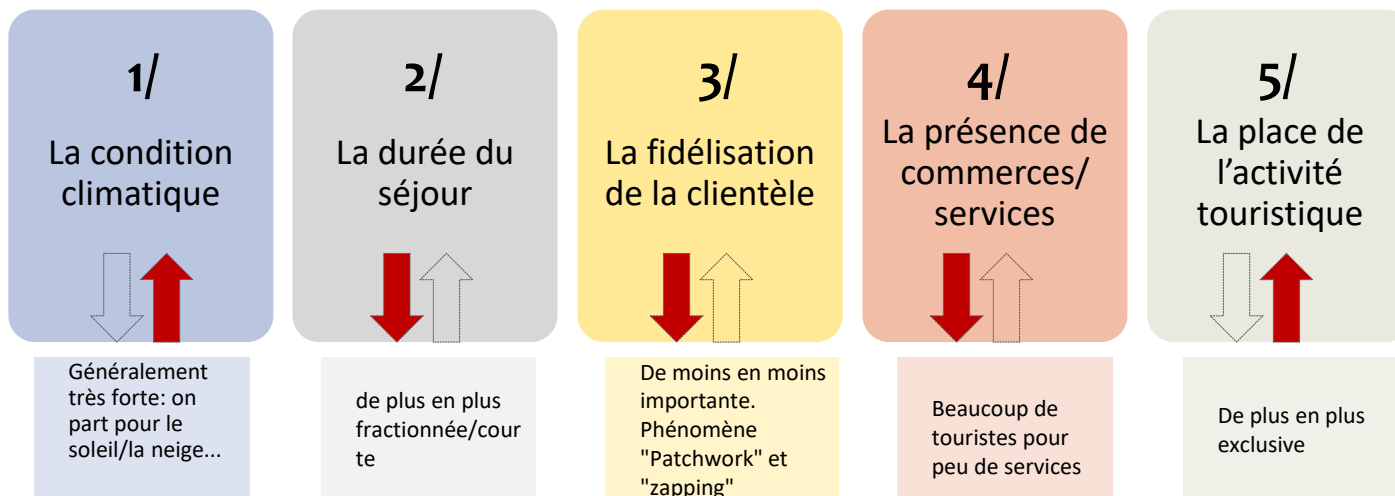 1/
La condition
climatique
Généralement
très forte: on
part pour le
soleil/la neige...
2/
La durée du
séjour
de plus en plus
fractionnée/cour
te
3/
La fidélisation
de la clientèle
De moins en moins
importante.
Phénomène
"Patchwork" et
"zapping"
4/
La présence de
commerces/
services
Beaucoup de
touristes pour
peu de services
5/
La place de
l’activité
touristique
De plus en plus
exclusive